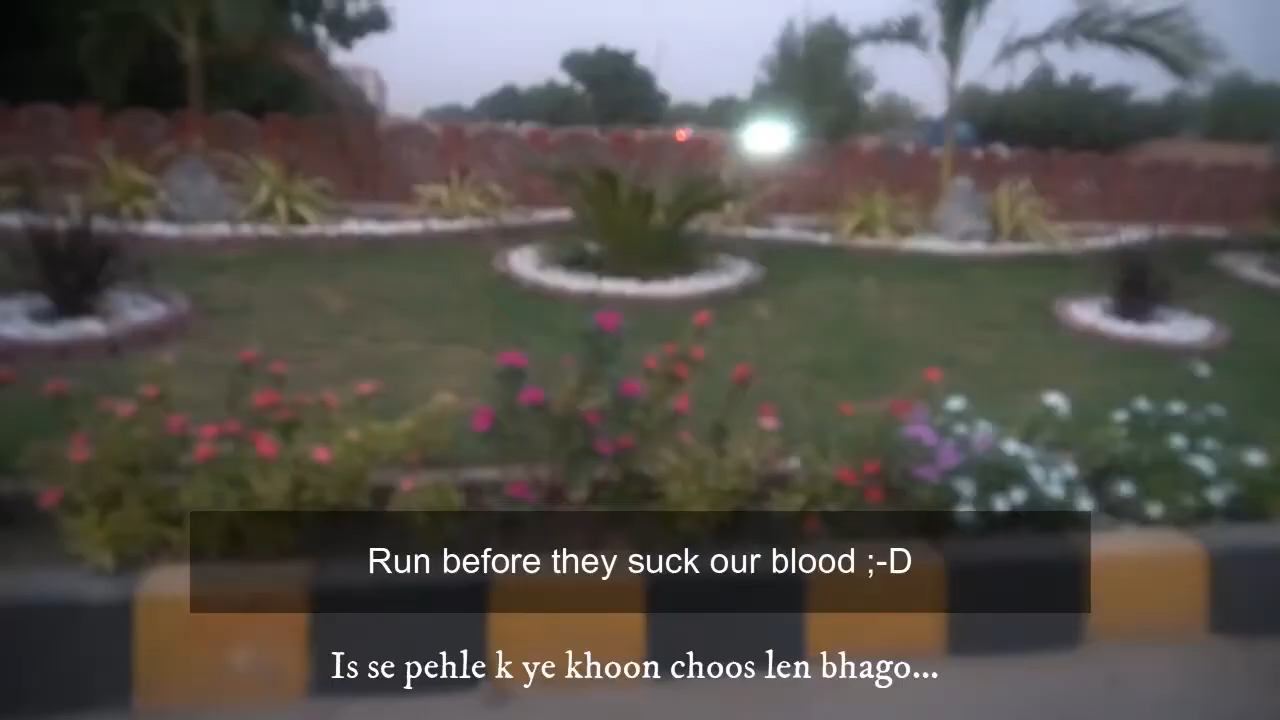 Run before they suck our blood ;-D
Is se pehle k ye khoon choos len bhago...